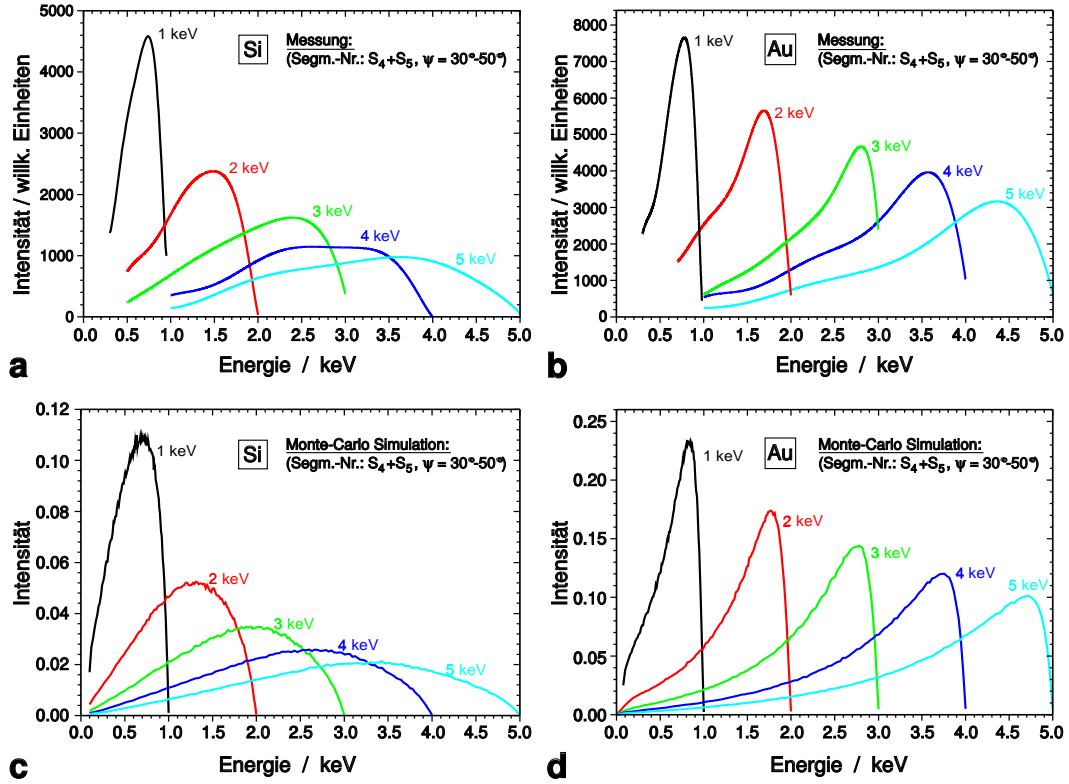 5000
4000
3000
2000
1000
0
0.0 0.5 1.0 1.5 2.0 2.5 3.0 3.5 4.0 4.5 5.0
Intensität / willk. Einheiten
Energie / keV
Si
Messung:
(Segm.-Nr.: S4+S5, ψ = 30°-50°)
1 keV
2 keV
3 keV
4 keV
5 keV
a
8000
7000
6000
5000
4000
3000
2000
1000
0
0.0 0.5 1.0 1.5 2.0 2.5 3.0 3.5 4.0 4.5 5.0
Intensität / willk. Einheiten
Energie / keV
Au
Messung:
(Segm.-Nr.: S4+S5, ψ = 30°-50°)
1 keV
2 keV
3 keV
4 keV
5 keV
b
0.12
0.10
0.08
0.06
0.04
0.02
0.00
0.0 0.5 1.0 1.5 2.0 2.5 3.0 3.5 4.0 4.5 5.0
Intensität
Energie / keV
Si
Monte-Carlo Simulation:
(Segm.-Nr.: S4+S5, ψ = 30°-50°)
1 keV
2 keV
3 keV
4 keV
5 keV
c
0.25
0.20
0.15
0.10
0.05
0.00
0.0 0.5 1.0 1.5 2.0 2.5 3.0 3.5 4.0 4.5 5.0
Intensität
Energie / keV
Au
Monte-Carlo Simulation:
(Segm.-Nr.: S4+S5, ψ = 30°-50°)
1 keV
2 keV
3 keV
4 keV
5 keV
d